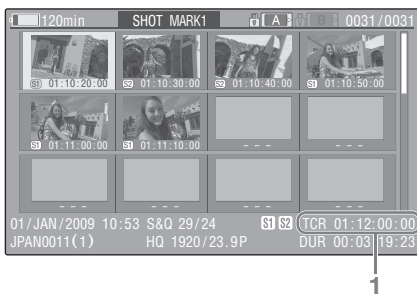 120min SHOT MARK1 A B 0031/0031
S1 01:10:20:00 S2 01:10:30:00 S2 01:10:40:00 S1 01:10:50:00
S1 01:11:00:00 S1 01:11:10:00 --- ---
--- --- --- ---
01/JAN/2009 10:53 S&Q 29/24 S1 S2 TCR 01:12:00:00
JPAN0011(1) HQ 1920/23.9P DUR 00:03:19:23
1